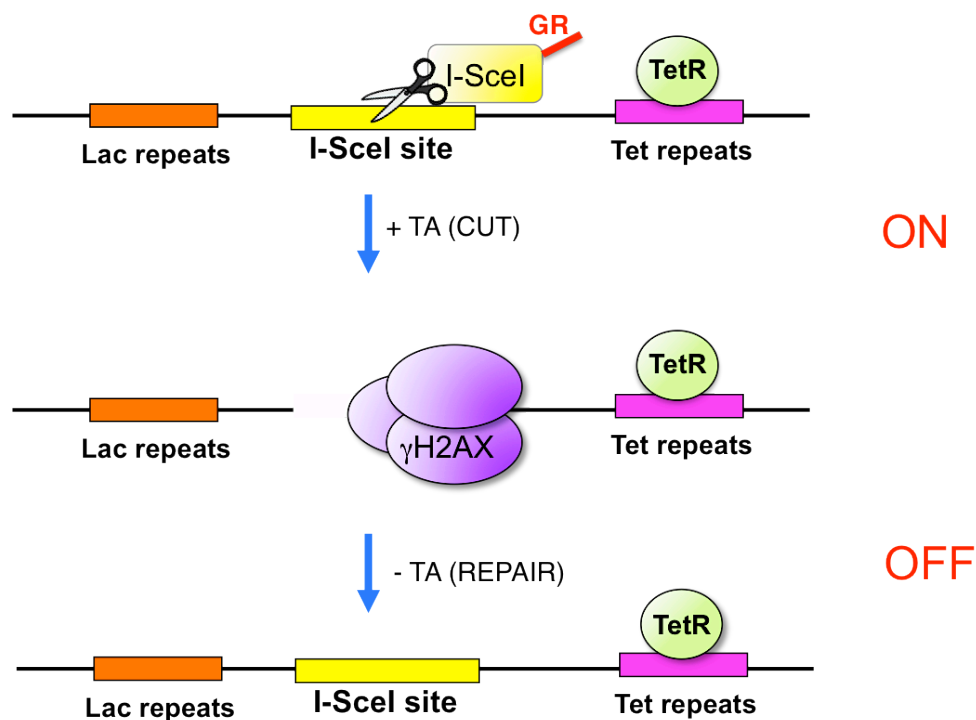 GR
I-SceI
TetR
Lac repeats
I-SceI site
Tet repeats
+ TA (CUT)
ON
TetR
γH2AX
Lac repeats
Tet repeats
- TA (REPAIR)
OFF
TetR
Lac repeats
I-SceI site
Tet repeats